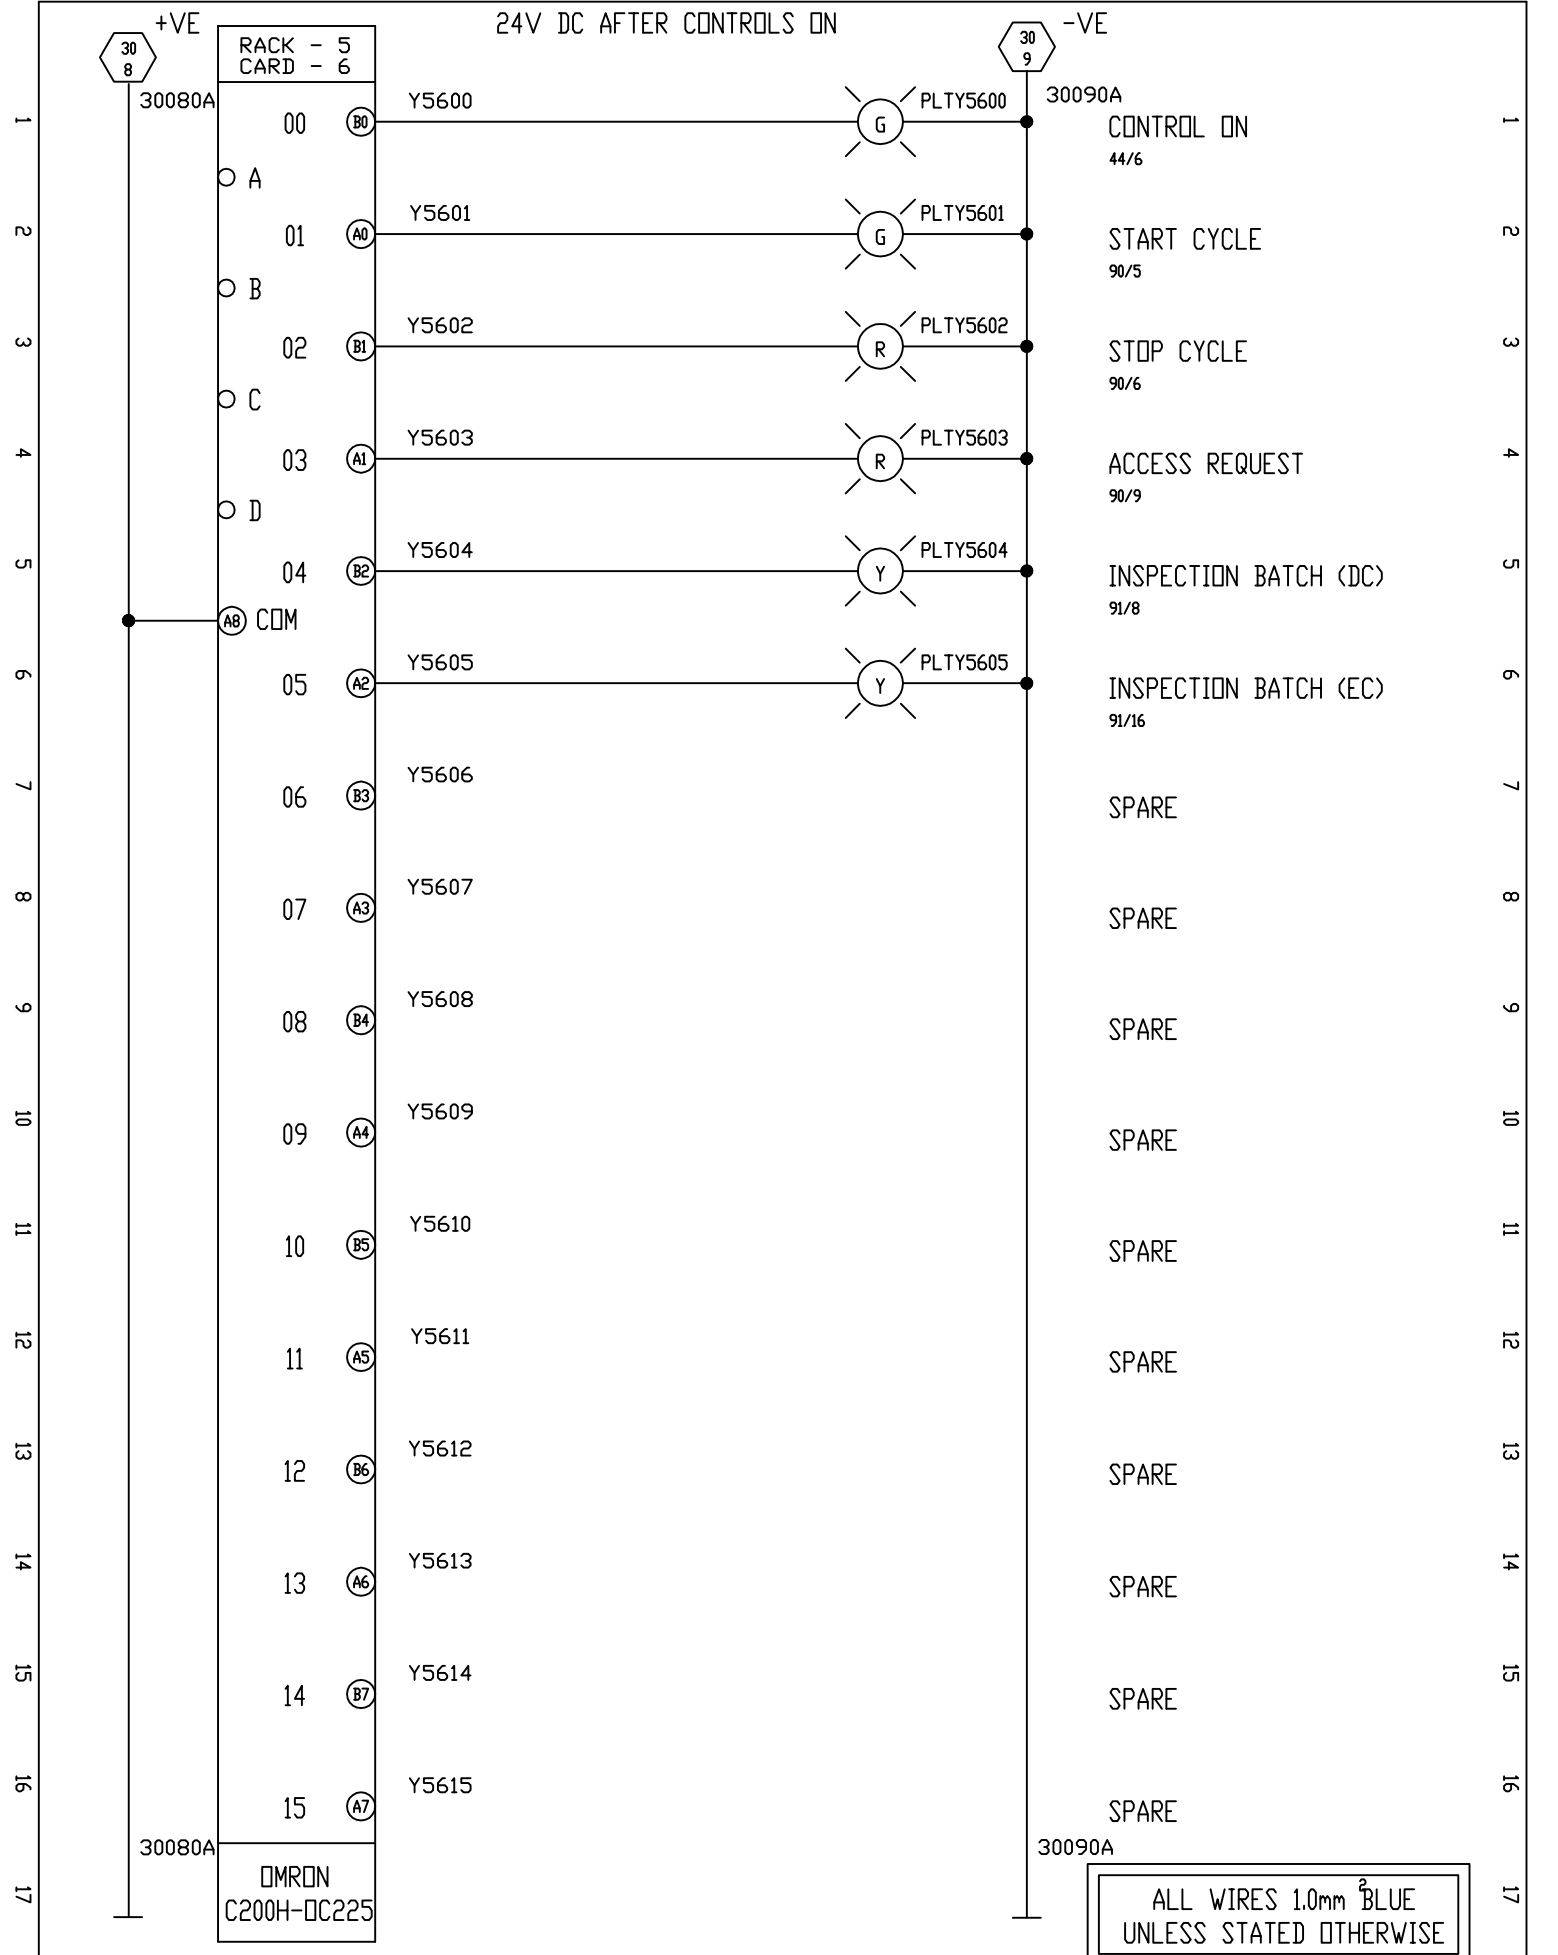 +VE
24V DC AFTER CONTROLS ON
-VE
30
8
RACK - 5
CARD - 6
30
9
30080A
30090A
1
00
B0
Y5600
G
PLTY5600
CONTROL ON
44/6
1
A
2
01
A0
Y5601
G
PLTY5601
START CYCLE
90/5
2
B
3
02
B1
Y5602
R
PLTY5602
STOP CYCLE
90/6
3
C
4
03
A1
Y5603
R
PLTY5603
ACCESS REQUEST
90/9
4
D
5
04
B2
Y5604
Y
PLTY5604
INSPECTION BATCH (DC)
91/8
5
A8 COM
6
05
A2
Y5605
Y
PLTY5605
INSPECTION BATCH (EC)
91/16
6
7
06
B3
Y5606
SPARE
7
8
07
A3
Y5607
SPARE
8
9
08
B4
Y5608
SPARE
9
10
09
A4
Y5609
SPARE
10
11
10
B5
Y5610
SPARE
11
12
11
A5
Y5611
SPARE
12
13
12
B6
Y5612
SPARE
13
14
13
A6
Y5613
SPARE
14
15
14
B7
Y5614
SPARE
15
16
15
A7
Y5615
SPARE
16
30080A
30090A
17
OMRON
C200H-OC225
ALL WIRES 1.0mm² BLUE
UNLESS STATED OTHERWISE
17